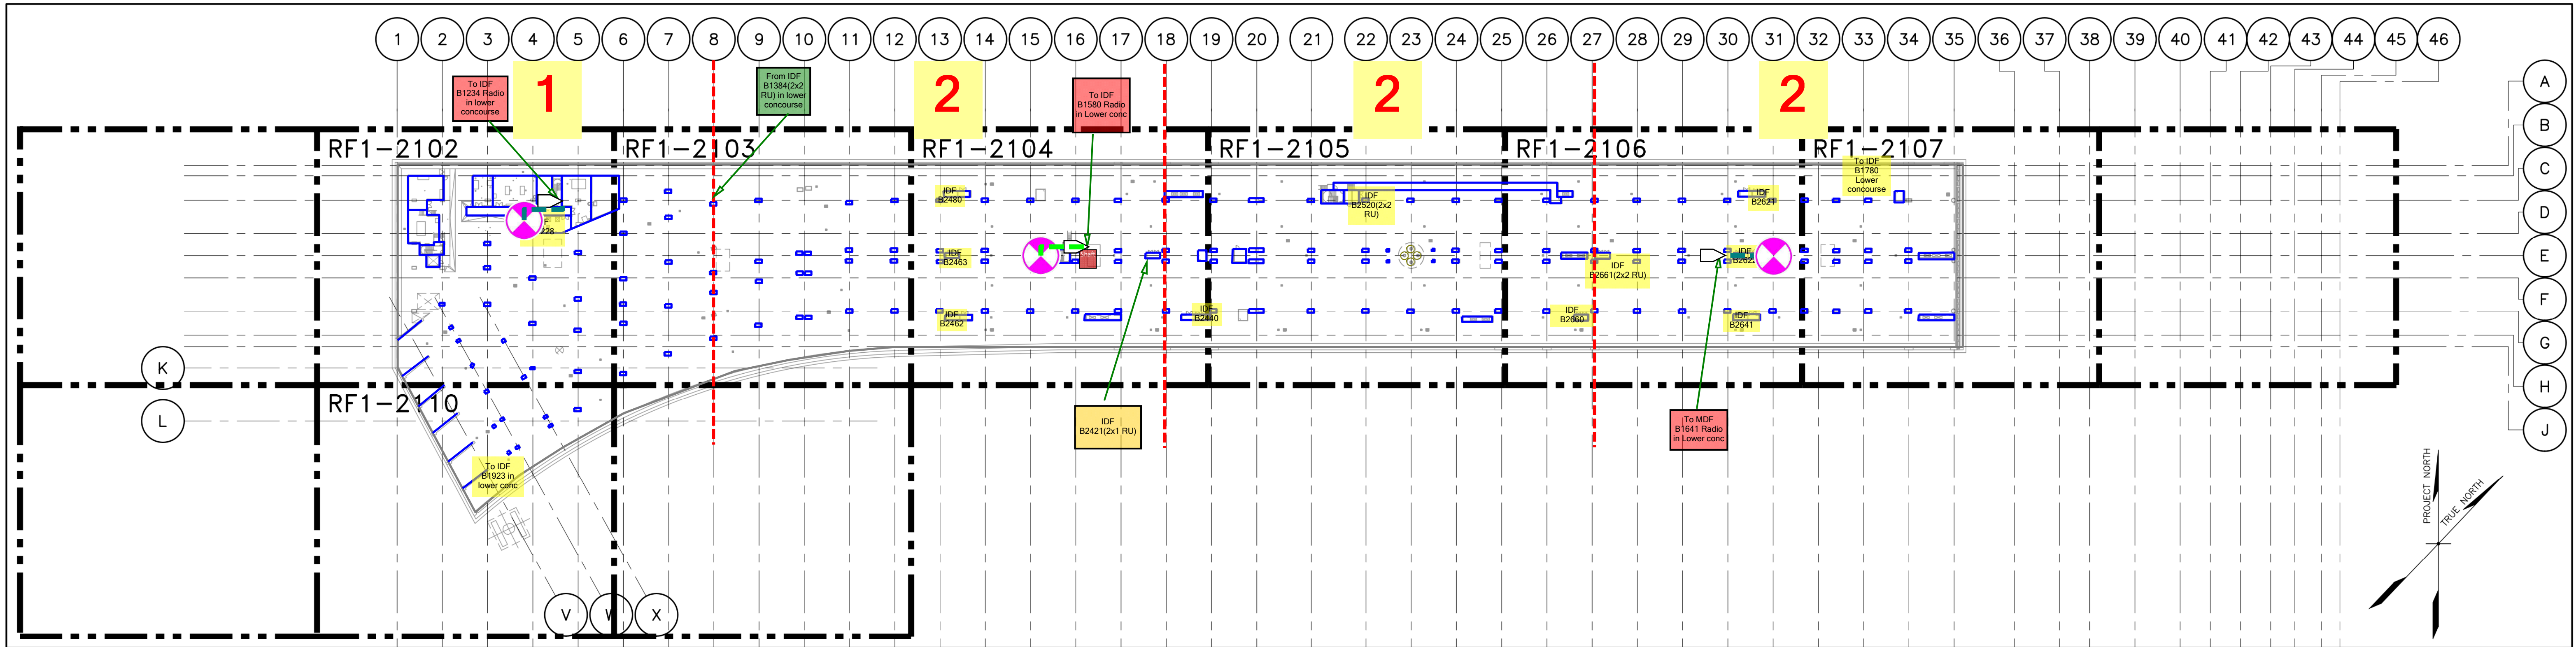 1 2 3 4 5 6 7 8 9 10 11 12 13 14 15 16 17 18 19 20 21 22 23 24 25 26 27 28 29 30 31 32 33 34 35 36 37 38 39 40 41 42 43 44 45 46
To IDF
B1234 Radio
in lower
concourse
1
From IDF
B1384(2x2
RU) in lower
concourse
2
To IDF
B1580 Radio
in Lower conc
2
2
A
B
C
D
E
F
G
H
J
K
L
RF1-2102
RF1-2103
RF1-2104
RF1-2105
RF1-2106
RF1-2107
RF1-2110
To IDF
B1780
Lower
concourse
IDF
B2480
IDF
B2520(2x2
RU)
IDF
B2621
IDF
B2463
Shaft
IDF
B2661(2x2 RU)
IDF
IDF
B2462
IDF
B2440
IDF
B2660
IDF
B2641
IDF
B2421(2x1 RU)
To MDF
B1641 Radio
in Lower conc
To IDF
B1923 in
lower conc
V W X
PROJECT NORTH
TRUE NORTH